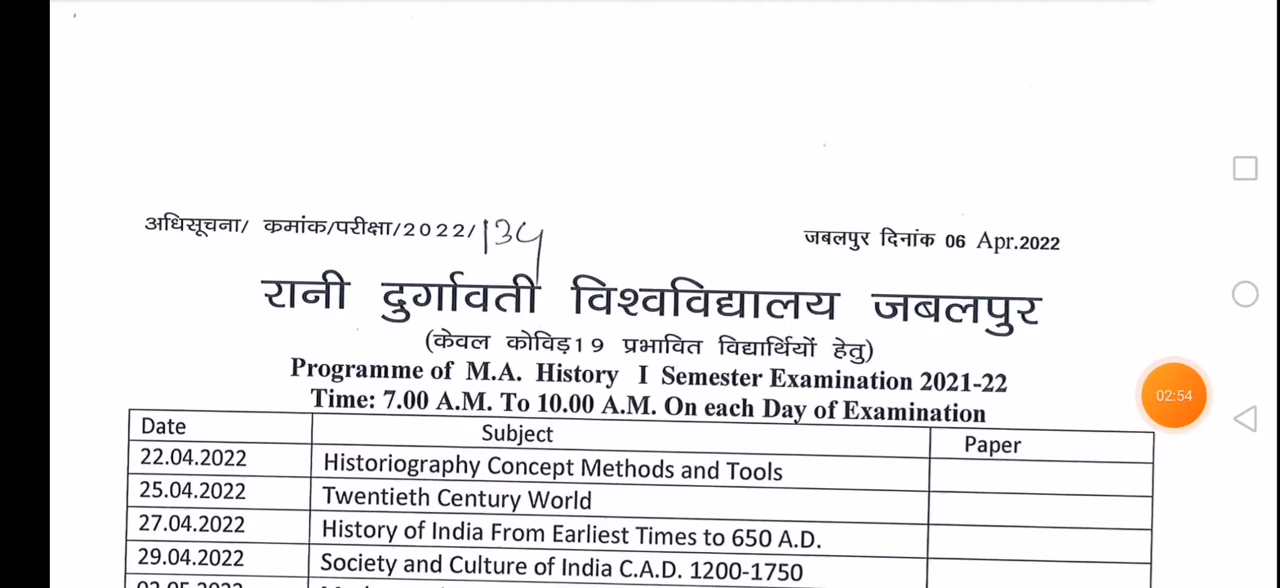 अधिसूचना/ कमांक/परीक्षा/2022/134
जबलपुर दिनांक 06 Apr.2022
रानी दुर्गावती विश्वविद्यालय जबलपुर
(केवल कोविड़19 प्रभावित विद्यार्थियों हेतु)
Programme of M.A. History I Semester Examination 2021-22
Time: 7.00 A.M. To 10.00 A.M. On each Day of Examination
Date Subject Paper
22.04.2022 Historiography Concept Methods and Tools
25.04.2022 Twentieth Century World
27.04.2022 History of India From Earliest Times to 650 A.D.
29.04.2022 Society and Culture of India C.A.D. 1200-1750
02:54